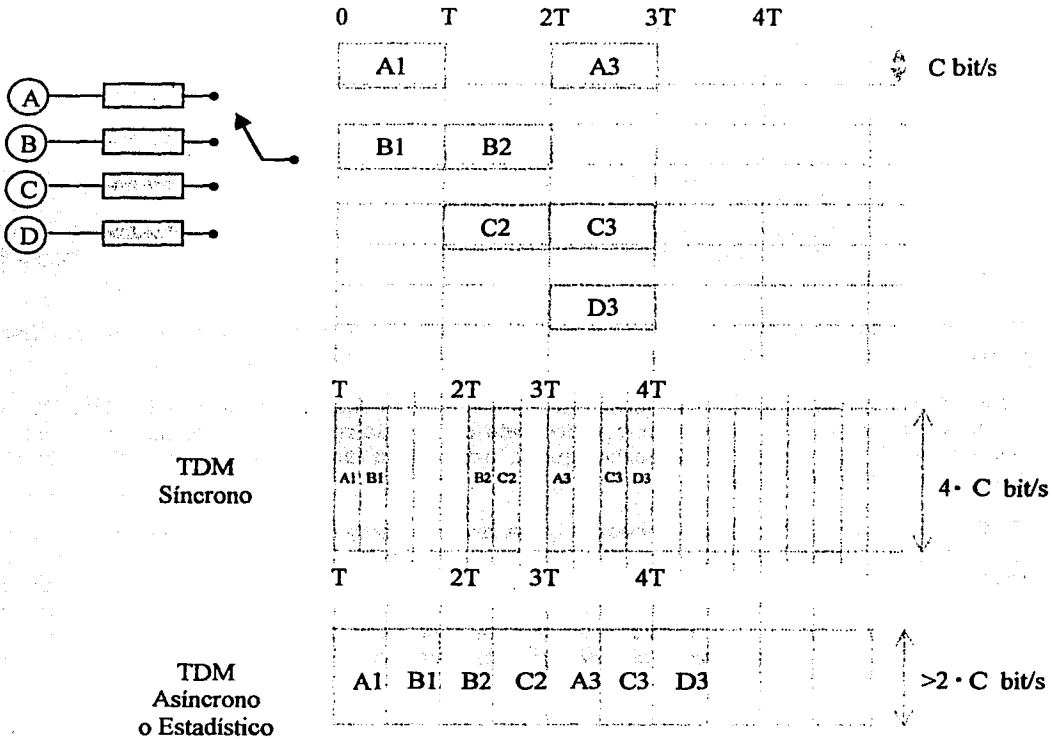 0 T 2T 3T 4T
A1 A3 C bit/s
A
B B1 B2
C
D C2 C3
D3
T 2T 3T 4T
TDM
Síncrono
A1 B1 B2 C2 A3 C3 D3
4· C bit/s
T 2T 3T 4T
TDM
Asíncrono
o Estadístico
A1 B1 B2 C2 A3 C3 D3
>2· C bit/s